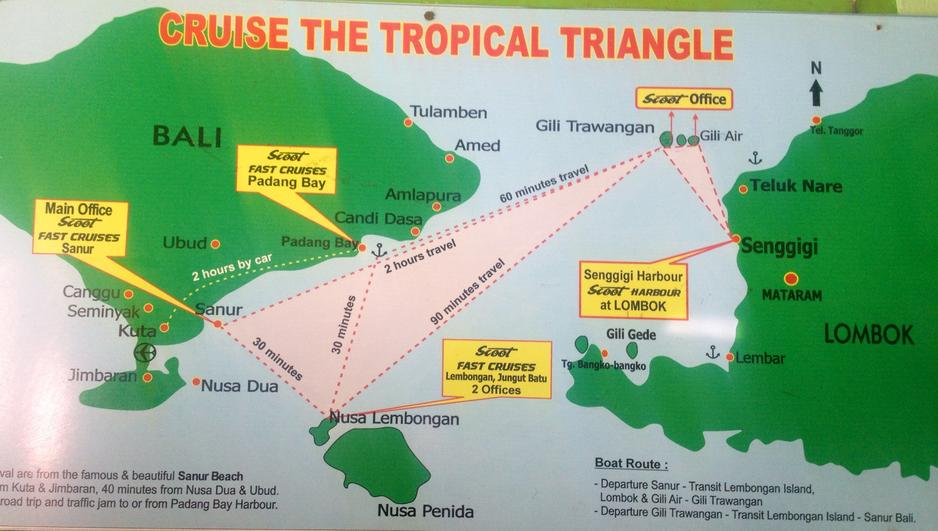 CRUISE THE TROPICAL TRIANGLE
N
Scoot Office
Tulamben
Gili Trawangan
Gili Air
Tel. Tanggor
BALI
Amed
Scoot
FAST CRUISES
Padang Bay
60 minutes travel
Teluk Nare
Amlapura
Main Office
Scoot
FAST CRUISES
Sanur
Candi Dasa
Ubud
Padang Bay
2 hours travel
Senggigi
2 hours by car
Senggigi Harbour
Scoot HARBOUR
at LOMBOK
MATARAM
Canggu
Seminyak
Sanur
Kuta
90 minutes travel
30 minutes
30 minutes
Gili Gede
LOMBOK
Tg. Bangko-bangko
Lembar
Scoot
FAST CRUISES
Lembongan, Jungut Batu
2 Offices
Jimbaran
Nusa Dua
Nusa Lembongan
Nusa Penida
val are from the famous & beautiful Sanur Beach
m Kuta & Jimbaran, 40 minutes from Nusa Dua & Ubud.
road trip and traffic jam to or from Padang Bay Harbour.
Boat Route :
- Departure Sanur - Transit Lembongan Island,
Lombok & Gili Air - Gili Trawangan
- Departure Gili Trawangan - Transit Lembongan Island - Sanur Bali.